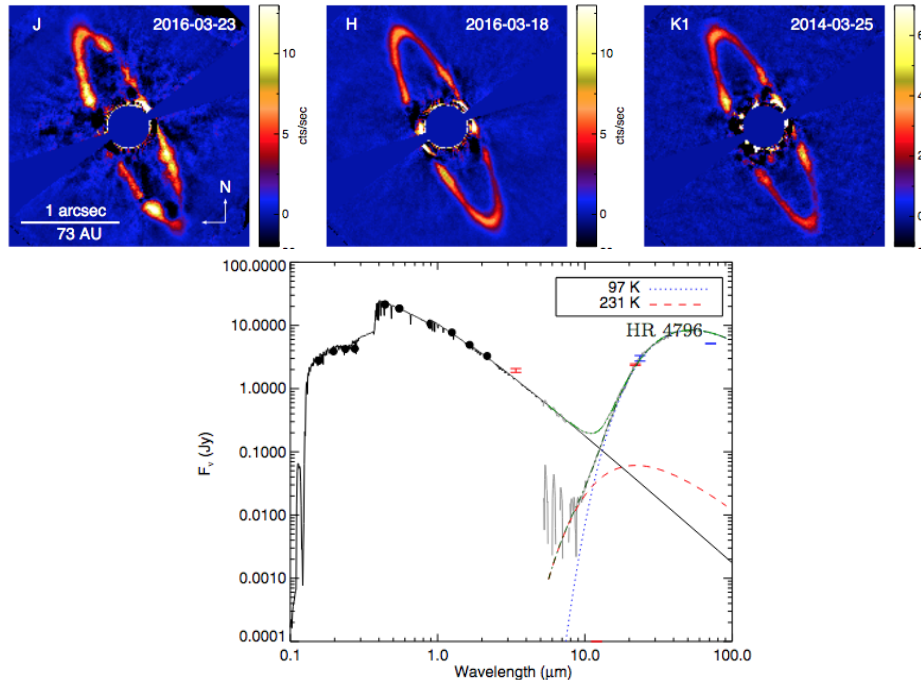 J 2016-03-23
H 2016-03-18
K1 2014-03-25
10
5
0
cts/sec
15
10
5
0
cts/sec
6
4
2
0
N
1 arcsec
73 AU
100.0000
10.0000
1.0000
0.1000
0.0100
0.0010
0.0001
Fν (Jy)
97 K
231 K
HR 4796
0.1
1.0
10.0
100.0
Wavelength (μm)